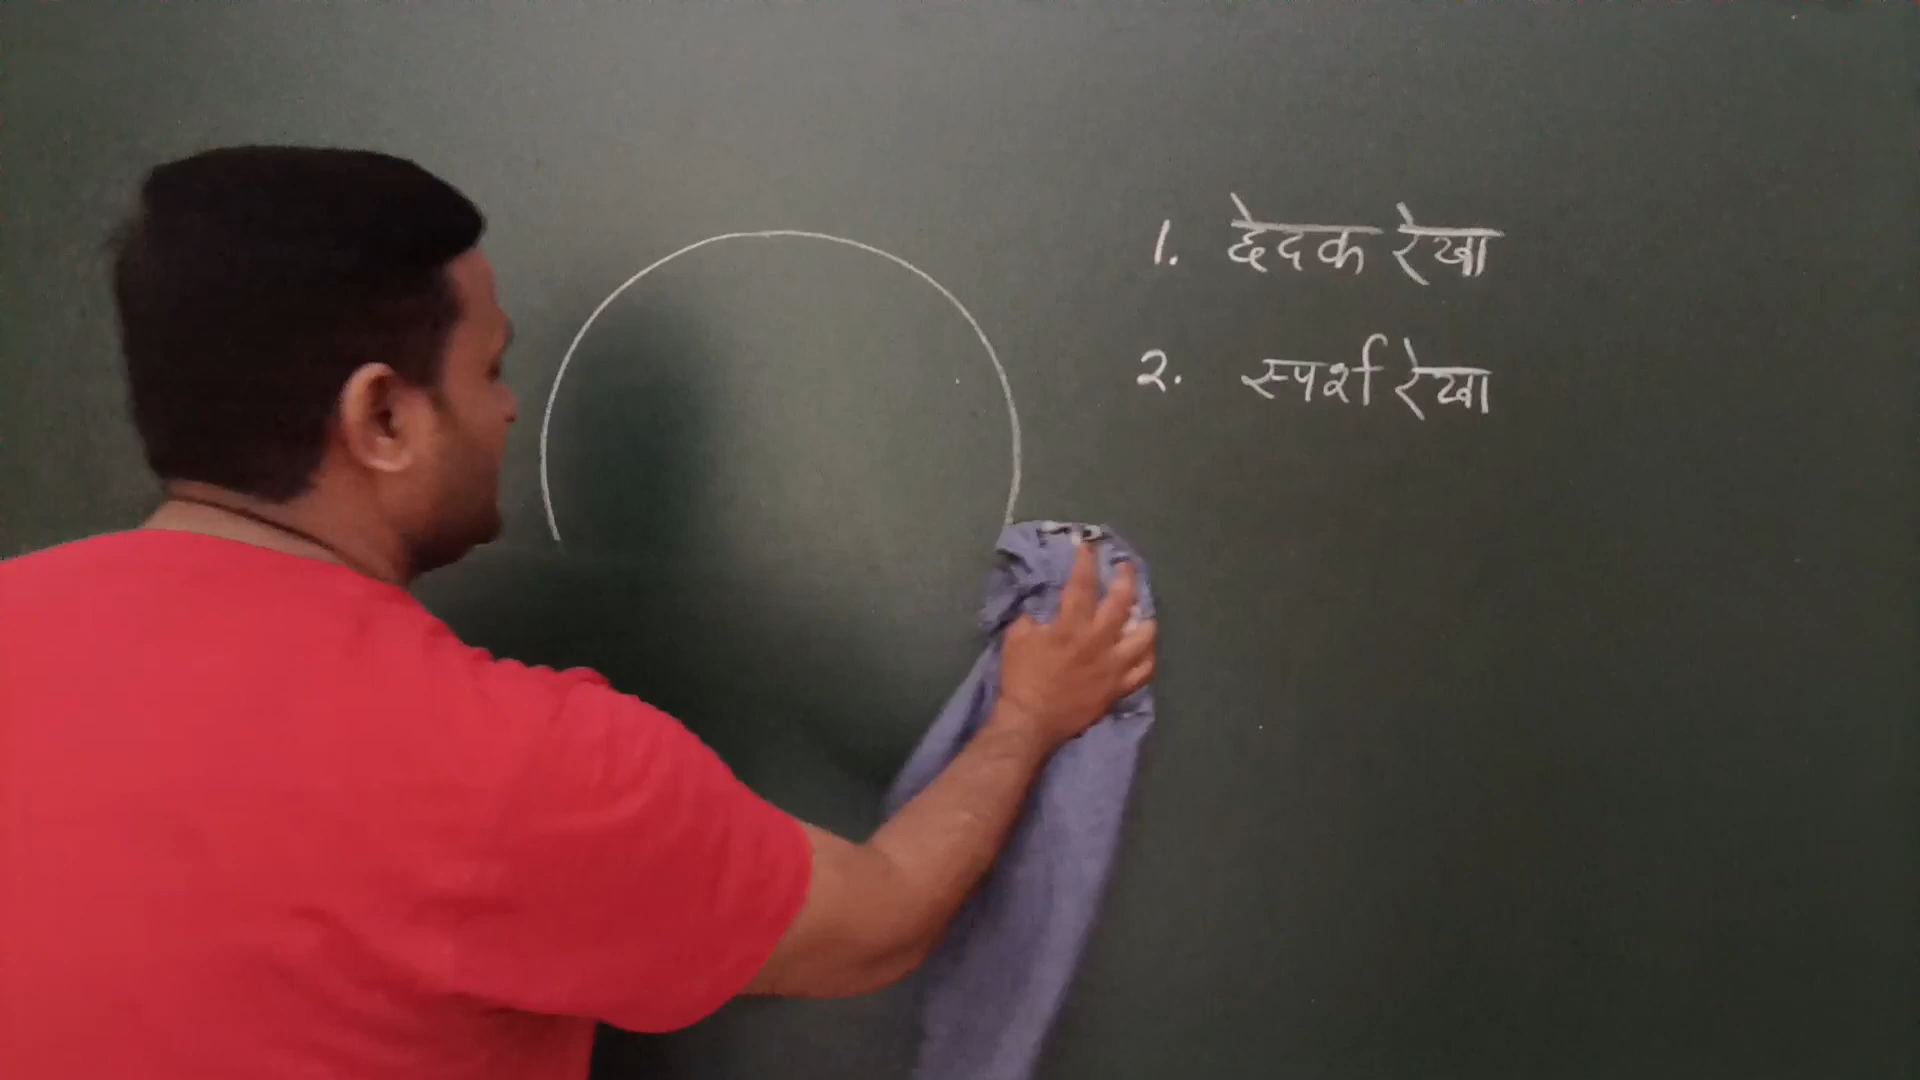 1. छेदक रेखा
2. स्पर्श रेखा